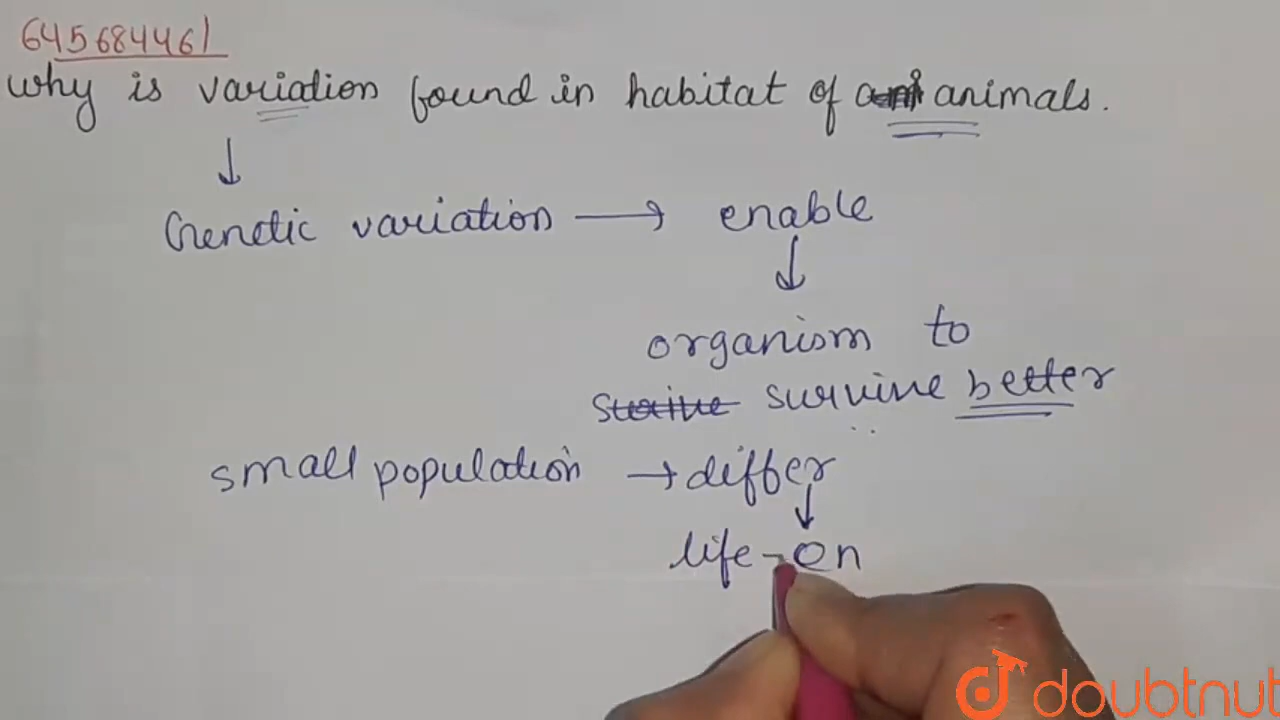 645684461
why is variation found in habitat of animals.
↓
Genetic variation → enable
↓
organism to
survive better
small population → differ
↓
life - on
doubtnut